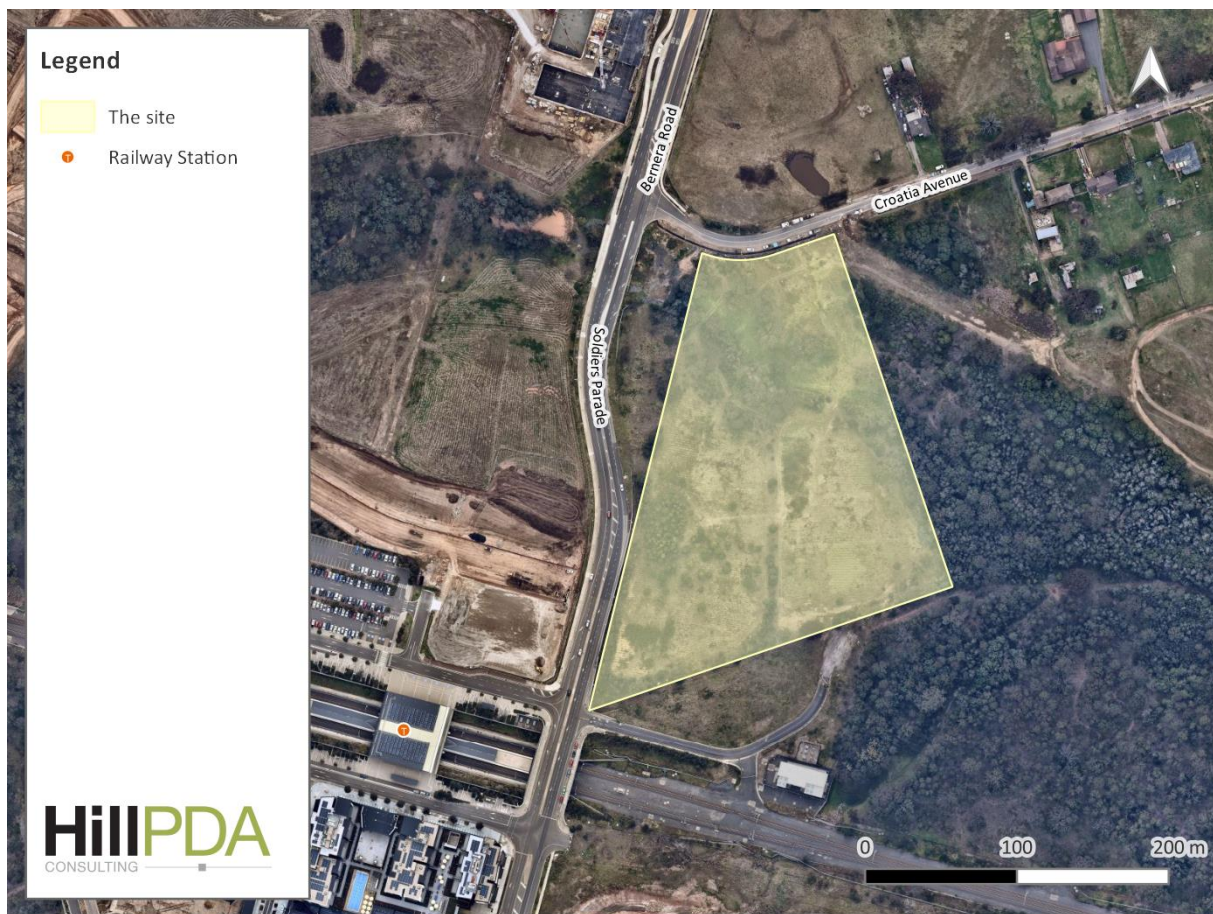 Legend
The site
T Railway Station
Bernera Road
Croatia Avenue
Soldiers Parade
T
HillPDA
CONSULTING
0 100 200 m